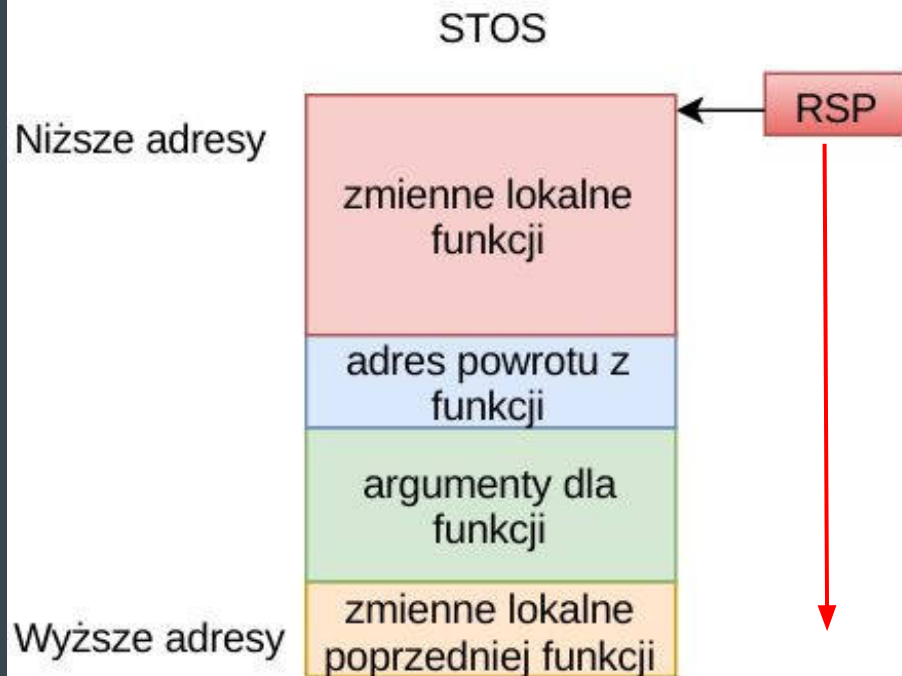 STOS
RSP
Niższe adresy
zmienne lokalne
funkcji
adres powrotu z
funkcji
argumenty dla
funkcji
zmienne lokalne
poprzedniej funkcji
Wyższe adresy